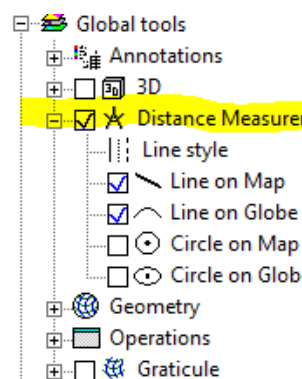 Global tools
Annotations
3D
Distance Measurer
Line style
Line on Map
Line on Globe
Circle on Map
Circle on Glob
Geometry
Operations
Graticule